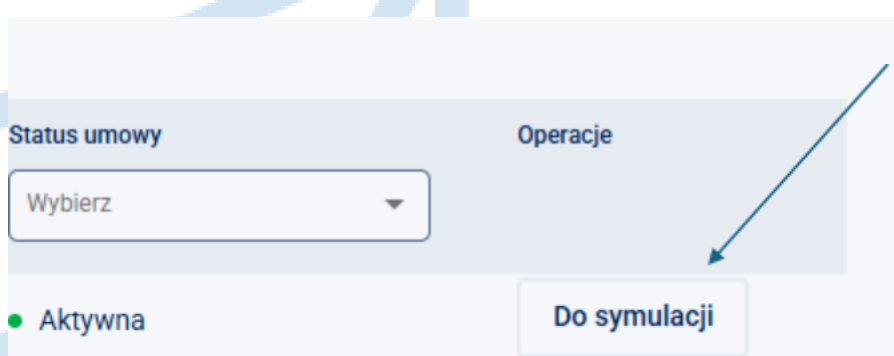 Status umowy
Operacje
Wybierz
Aktywna
Do symulacji